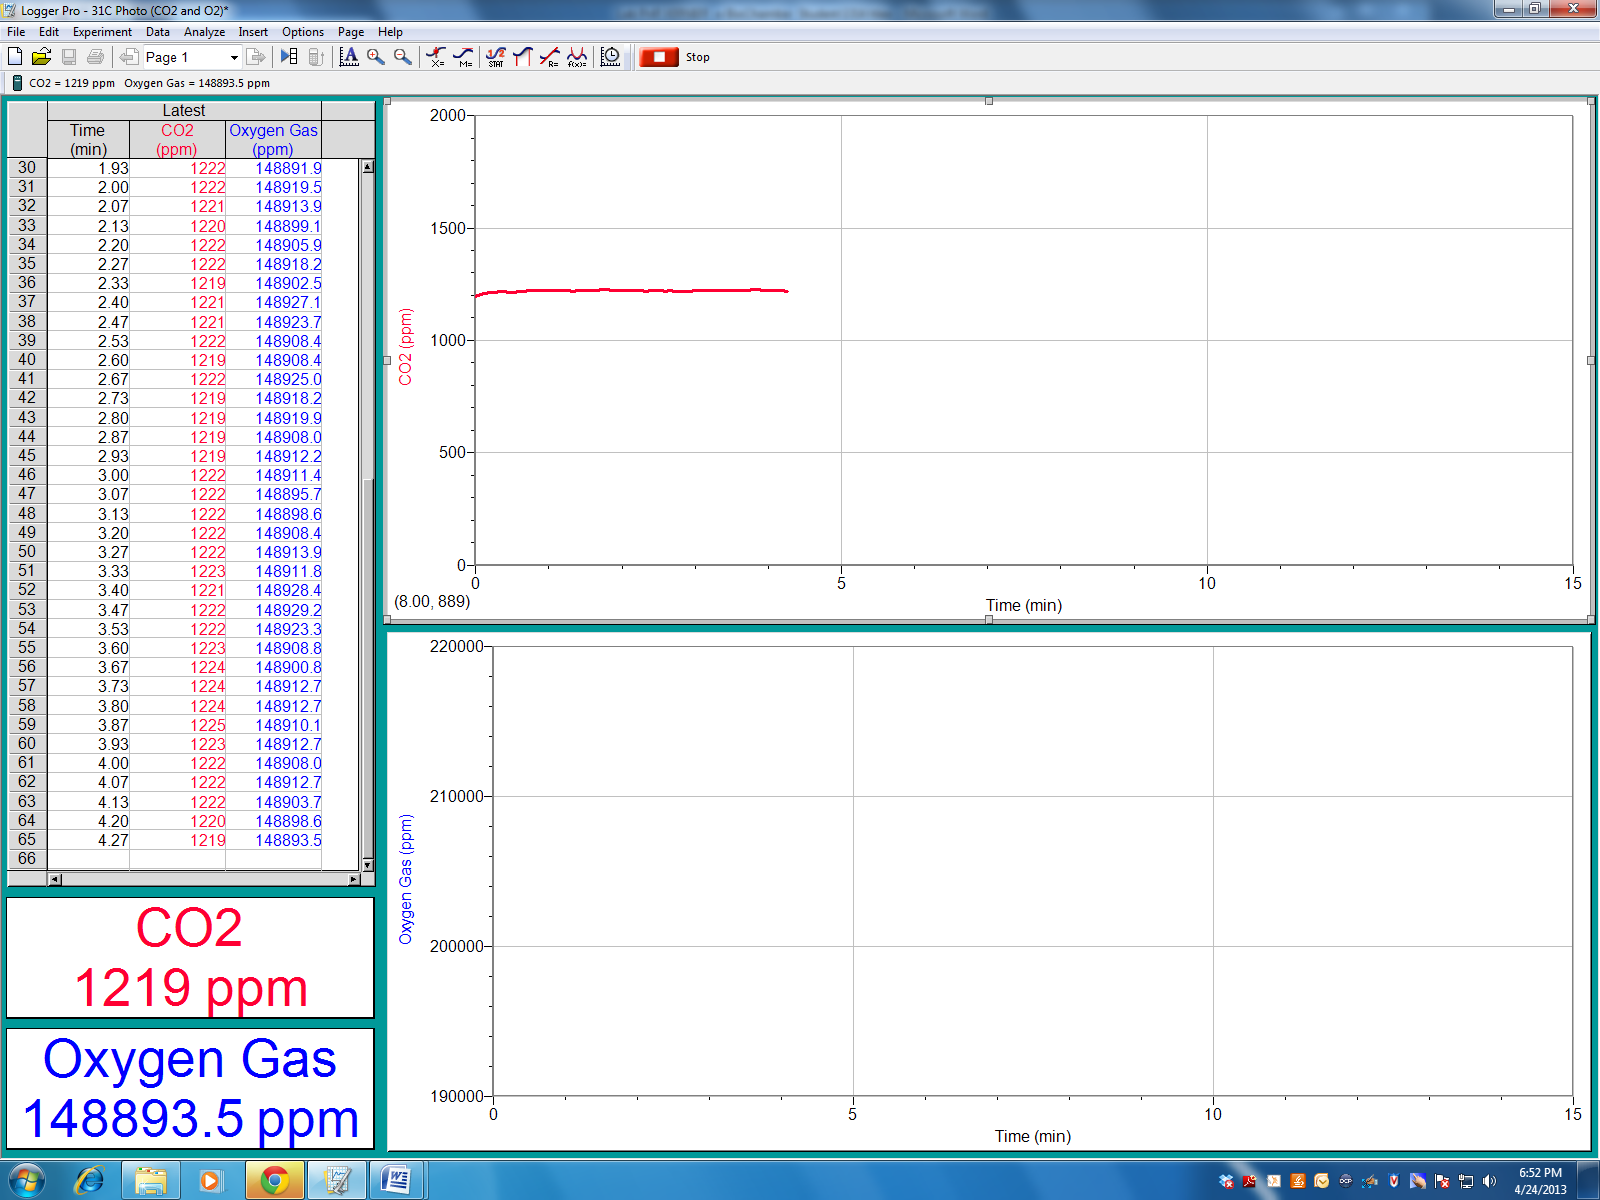 Logger Pro - 31C Photo (CO2 and O2)*
File Edit Experiment Data Analyze Insert Options Page Help
Page 1 Stop
CO2 = 1219 ppm Oxygen Gas = 148893.5 ppm
Latest
Time CO2 Oxygen Gas
(min) (ppm) (ppm)
30 1.93 1222 148891.9
31 2.00 1222 148919.5
32 2.07 1221 148913.9
33 2.13 1220 148899.1
34 2.20 1222 148905.9
35 2.27 1222 148918.2
36 2.33 1219 148902.5
37 2.40 1221 148927.1
38 2.47 1221 148923.7
39 2.53 1222 148908.4
40 2.60 1219 148908.4
41 2.67 1222 148925.0
42 2.73 1219 148918.2
43 2.80 1219 148919.9
44 2.87 1219 148908.0
45 2.93 1219 148912.2
46 3.00 1222 148911.4
47 3.07 1222 148895.7
48 3.13 1222 148898.6
49 3.20 1222 148908.4
50 3.27 1222 148913.9
51 3.33 1223 148911.8
52 3.40 1221 148928.4
53 3.47 1222 148929.2
54 3.53 1222 148923.3
55 3.60 1223 148908.8
56 3.67 1224 148900.8
57 3.73 1224 148912.7
58 3.80 1224 148912.7
59 3.87 1225 148910.1
60 3.93 1223 148912.7
61 4.00 1222 148908.0
62 4.07 1222 148912.7
63 4.13 1222 148903.7
64 4.20 1220 148898.6
65 4.27 1219 148893.5
66
CO2
1219 ppm
Oxygen Gas
148893.5 ppm
2000
1500
1000
500
0
CO2 (ppm)
0 5 10 15
(8.00, 889)
Time (min)
220000
210000
200000
190000
Oxygen Gas (ppm)
0 5 10 15
Time (min)
6:52 PM
4/24/2013